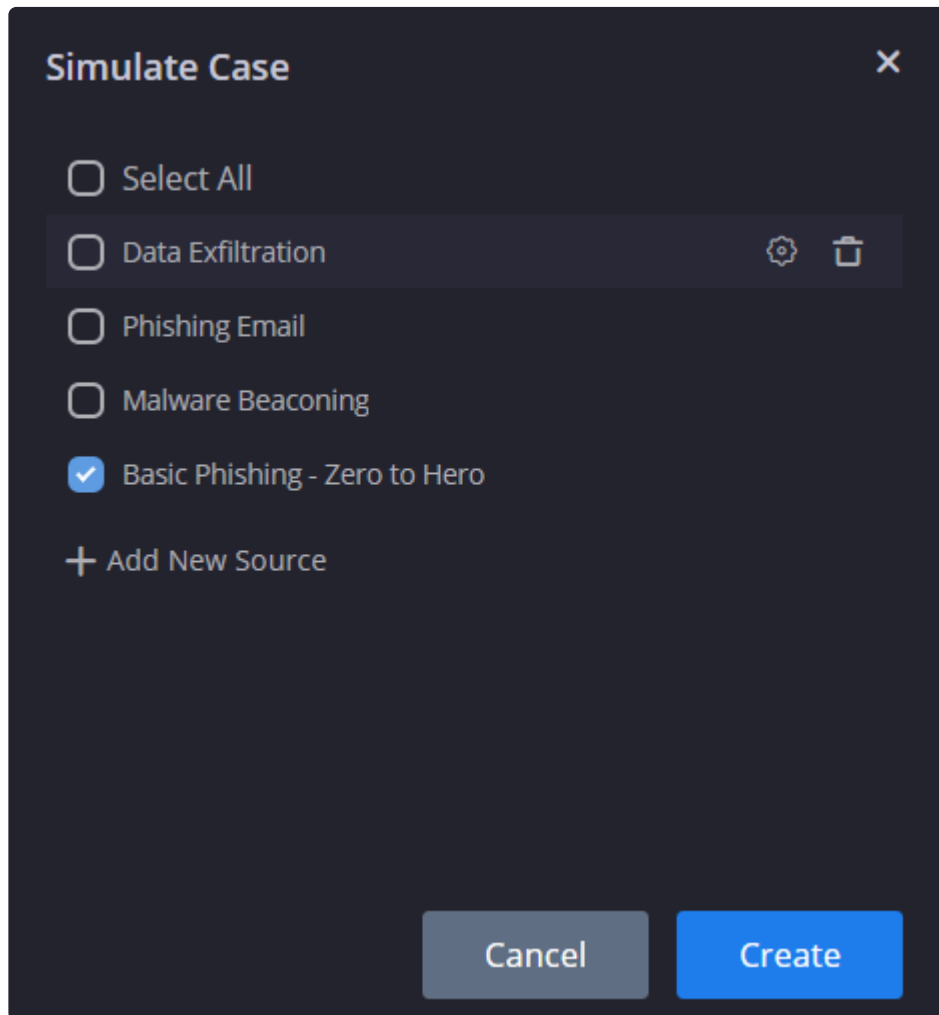 Simulate Case
Select All
Data Exfiltration
Phishing Email
Malware Beaconing
Basic Phishing - Zero to Hero
Add New Source
Cancel
Create